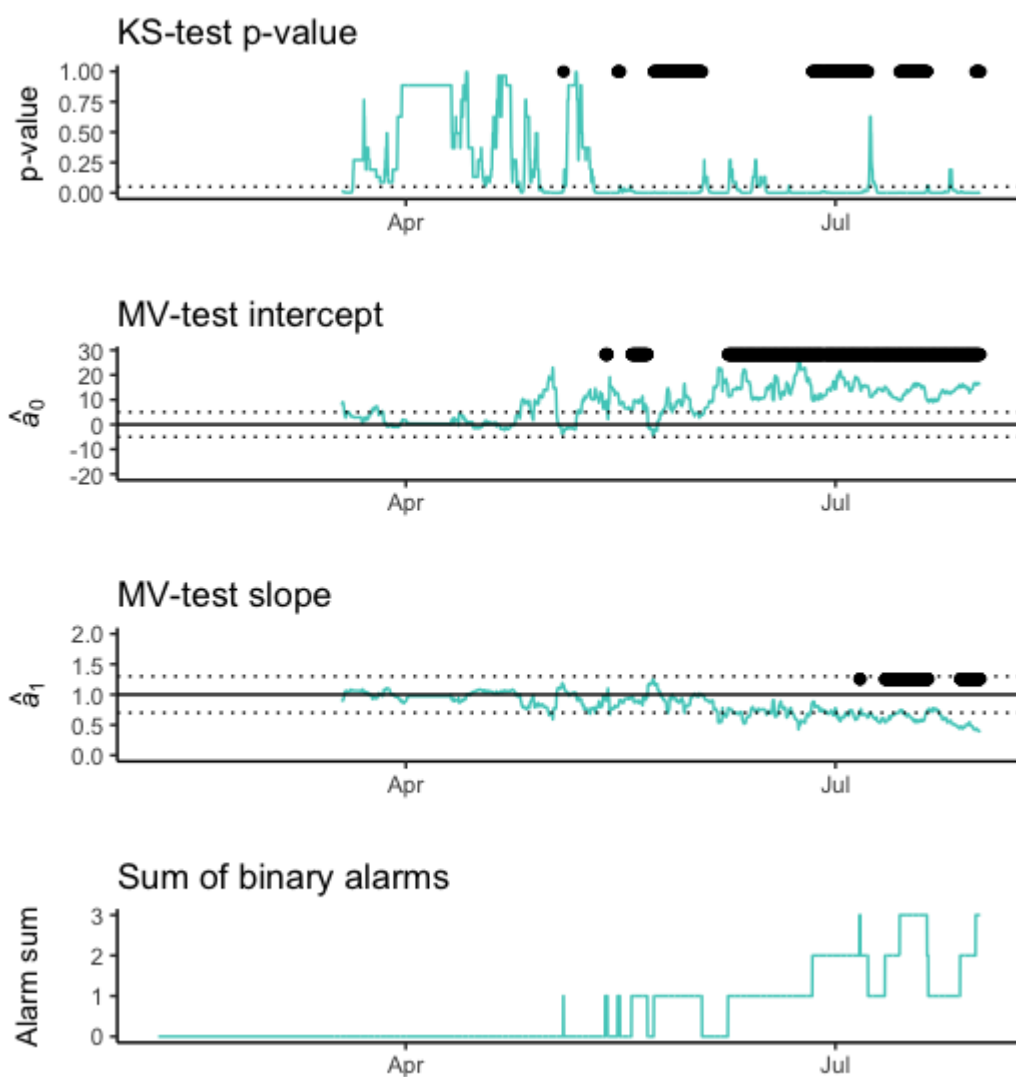 KS-test p-value
p-value
1.00
0.75
0.50
0.25
0.00
Apr
Jul
MV-test intercept
â₀
30
20
10
0
-10
-20
Apr
Jul
MV-test slope
â₁
2.0
1.5
1.0
0.5
0.0
Apr
Jul
Sum of binary alarms
Alarm sum
3
2
1
0
Apr
Jul